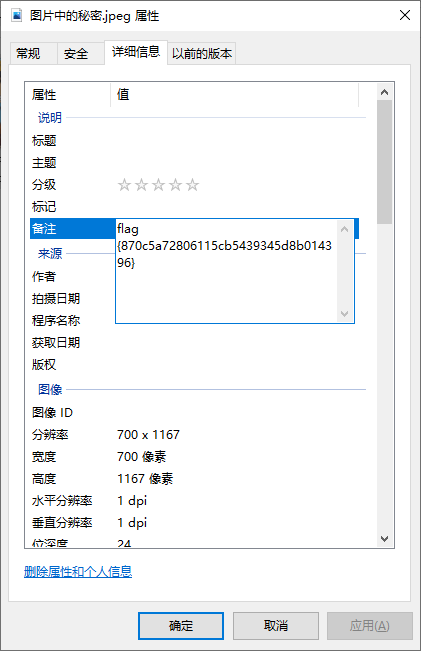 图片中的秘密.jpeg 属性
常规 安全 详细信息 以前的版本
属性 值
说明
标题
主题
分级 ☆☆☆☆☆
标记
备注 flag
{870c5a72806115cb5439345d8b0143
96}
来源
作者
拍摄日期
程序名称
获取日期
版权
图像
图像 ID
分辨率 700 x 1167
宽度 700 像素
高度 1167 像素
水平分辨率 1 dpi
垂直分辨率 1 dpi
位深度 24
删除属性和个人信息
确定 取消 应用(A)